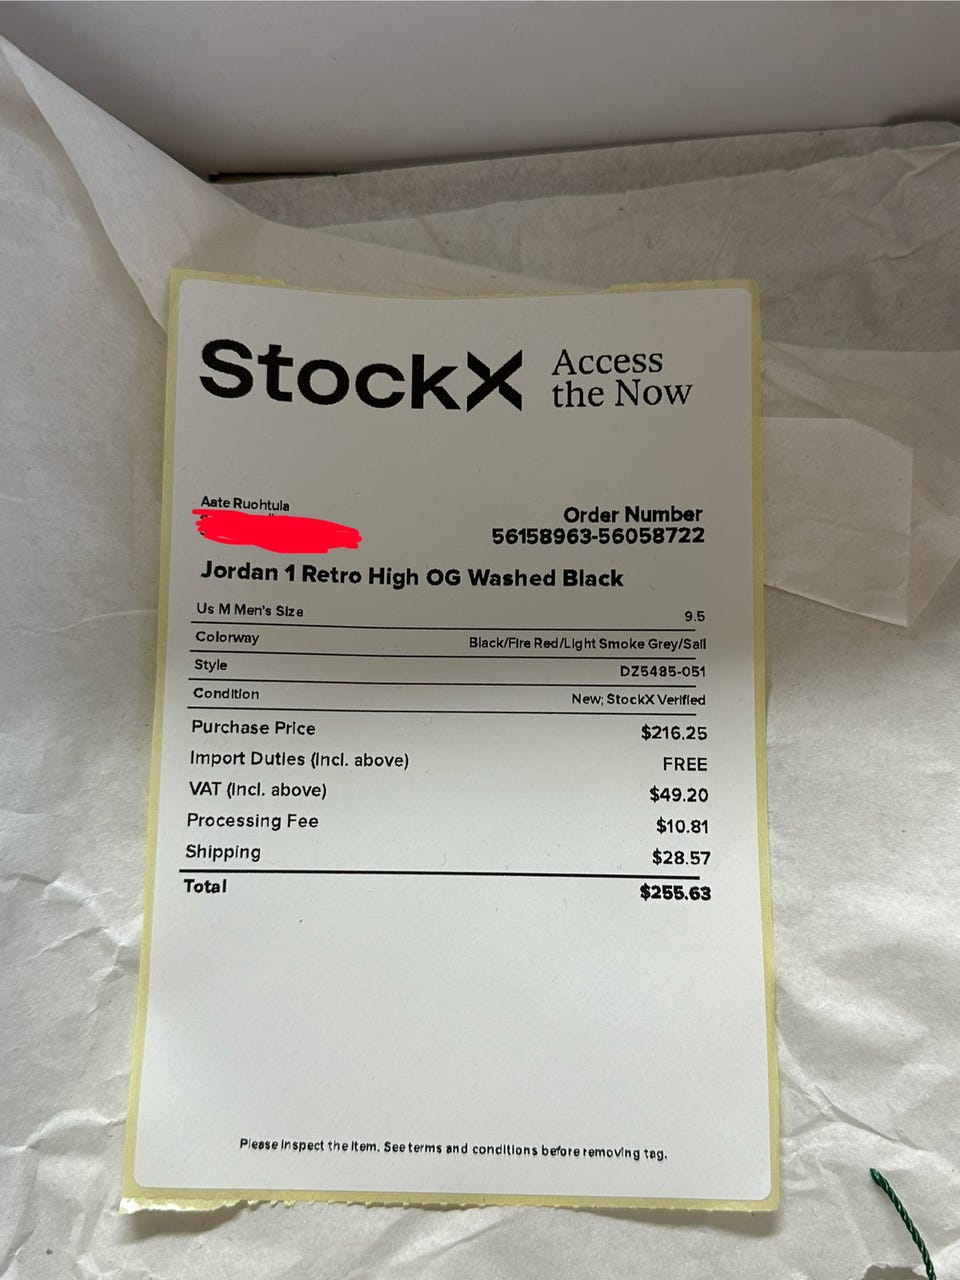 StockX Access
the Now
Aate Ruohtula
Order Number
56158963-56058722
Jordan 1 Retro High OG Washed Black
Us M Men's Size 9.5
Colorway Black/Fire Red/Light Smoke Grey/Sail
Style DZ5485-051
Condition New; StockX Verified
Purchase Price $216.25
Import Duties (Incl. above) FREE
VAT (Incl. above) $49.20
Processing Fee $10.81
Shipping $28.57
Total $255.63
Please Inspect the Item. See terms and conditions before removing tag.